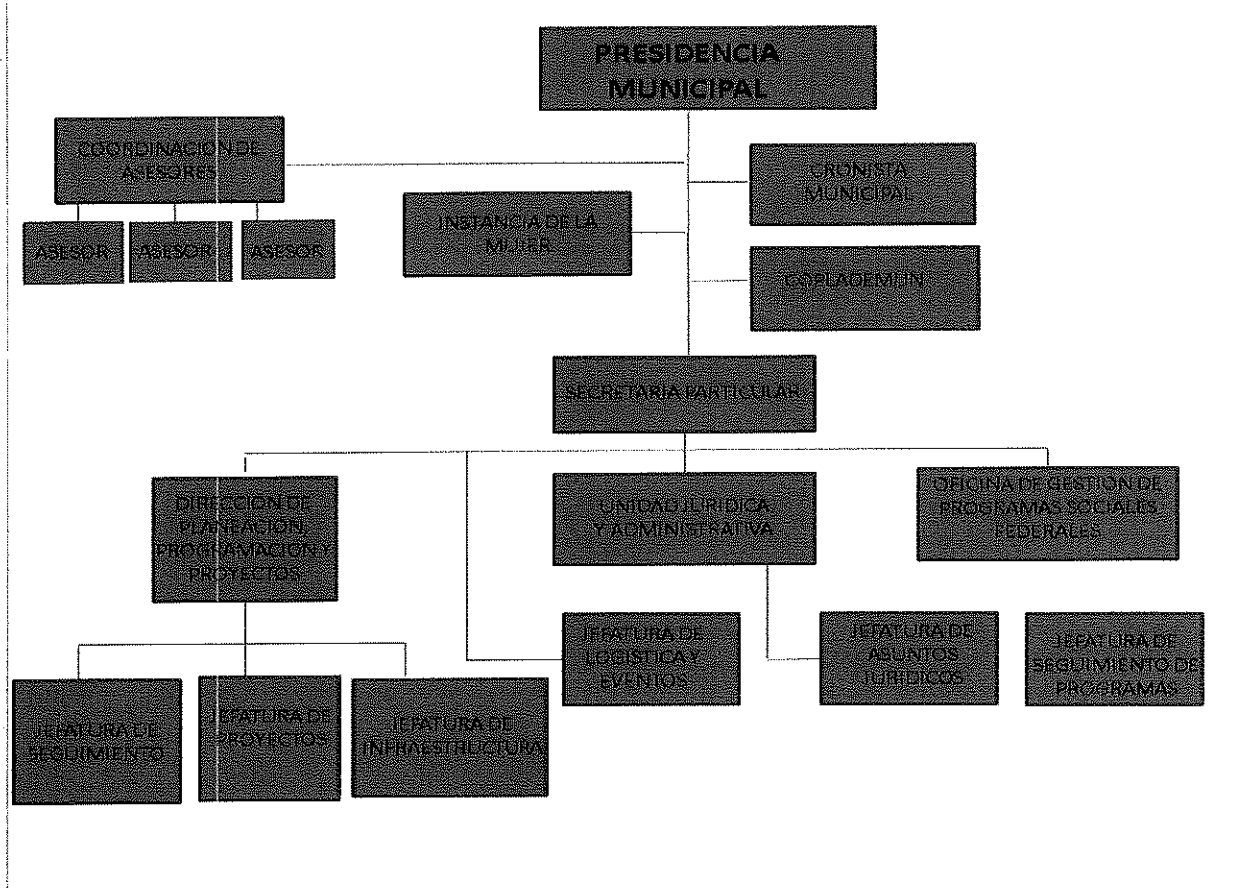 PRESIDENCIA
MUNICIPAL
COORDINACION DE
ASESORES
CRONISTA
MUNICIPAL
INSTANCIA DE LA
MUJER
ASESOR
ASESOR
ASESOR
COPLADEMUN
SECRETARIA PARTICULAR
DIRECCION DE
PLANEACION,
PROGRAMACION Y
PROYECTOS
UNIDAD JURIDICA
Y ADMINISTRATIVA
OFICINA DE GESTION DE
PROGRAMAS SOCIALES
FEDERALES
JEFATURA DE
LOGISTICA Y
EVENTOS
JEFATURA DE
ASUNTOS
JURIDICOS
JEFATURA DE
SEGUIMIENTO DE
PROGRAMAS
JEFATURA DE
SEGUIMIENTO
JEFATURA DE
PROYECTOS
JEFATURA DE
INFRAESTRUCTURA